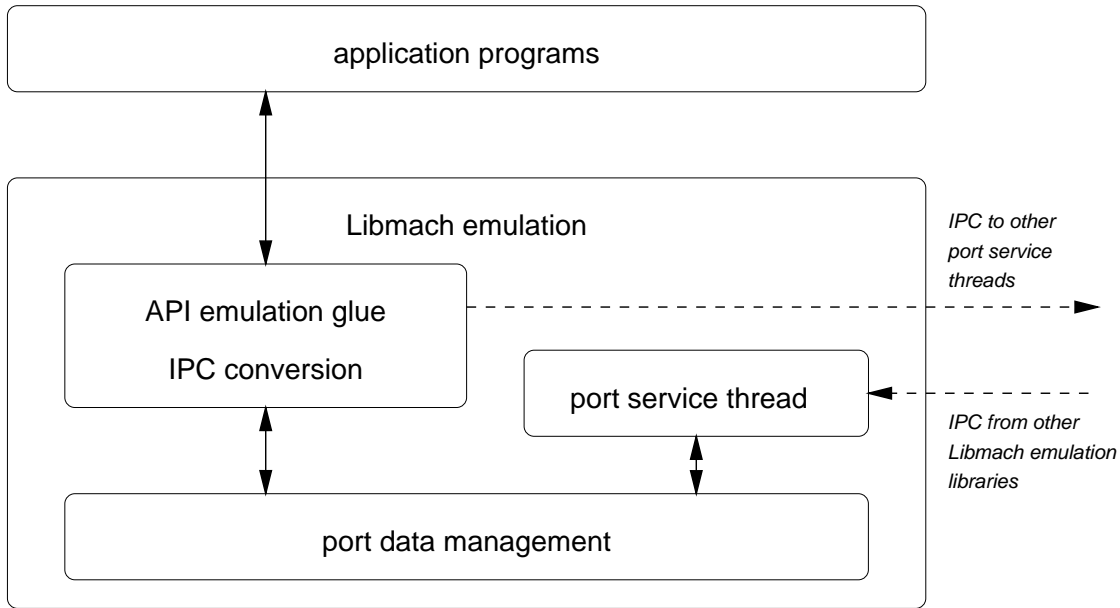 application programs
Libmach emulation
IPC to other
port service
threads
API emulation glue
IPC conversion
port service thread
IPC from other
Libmach emulation
libraries
port data management